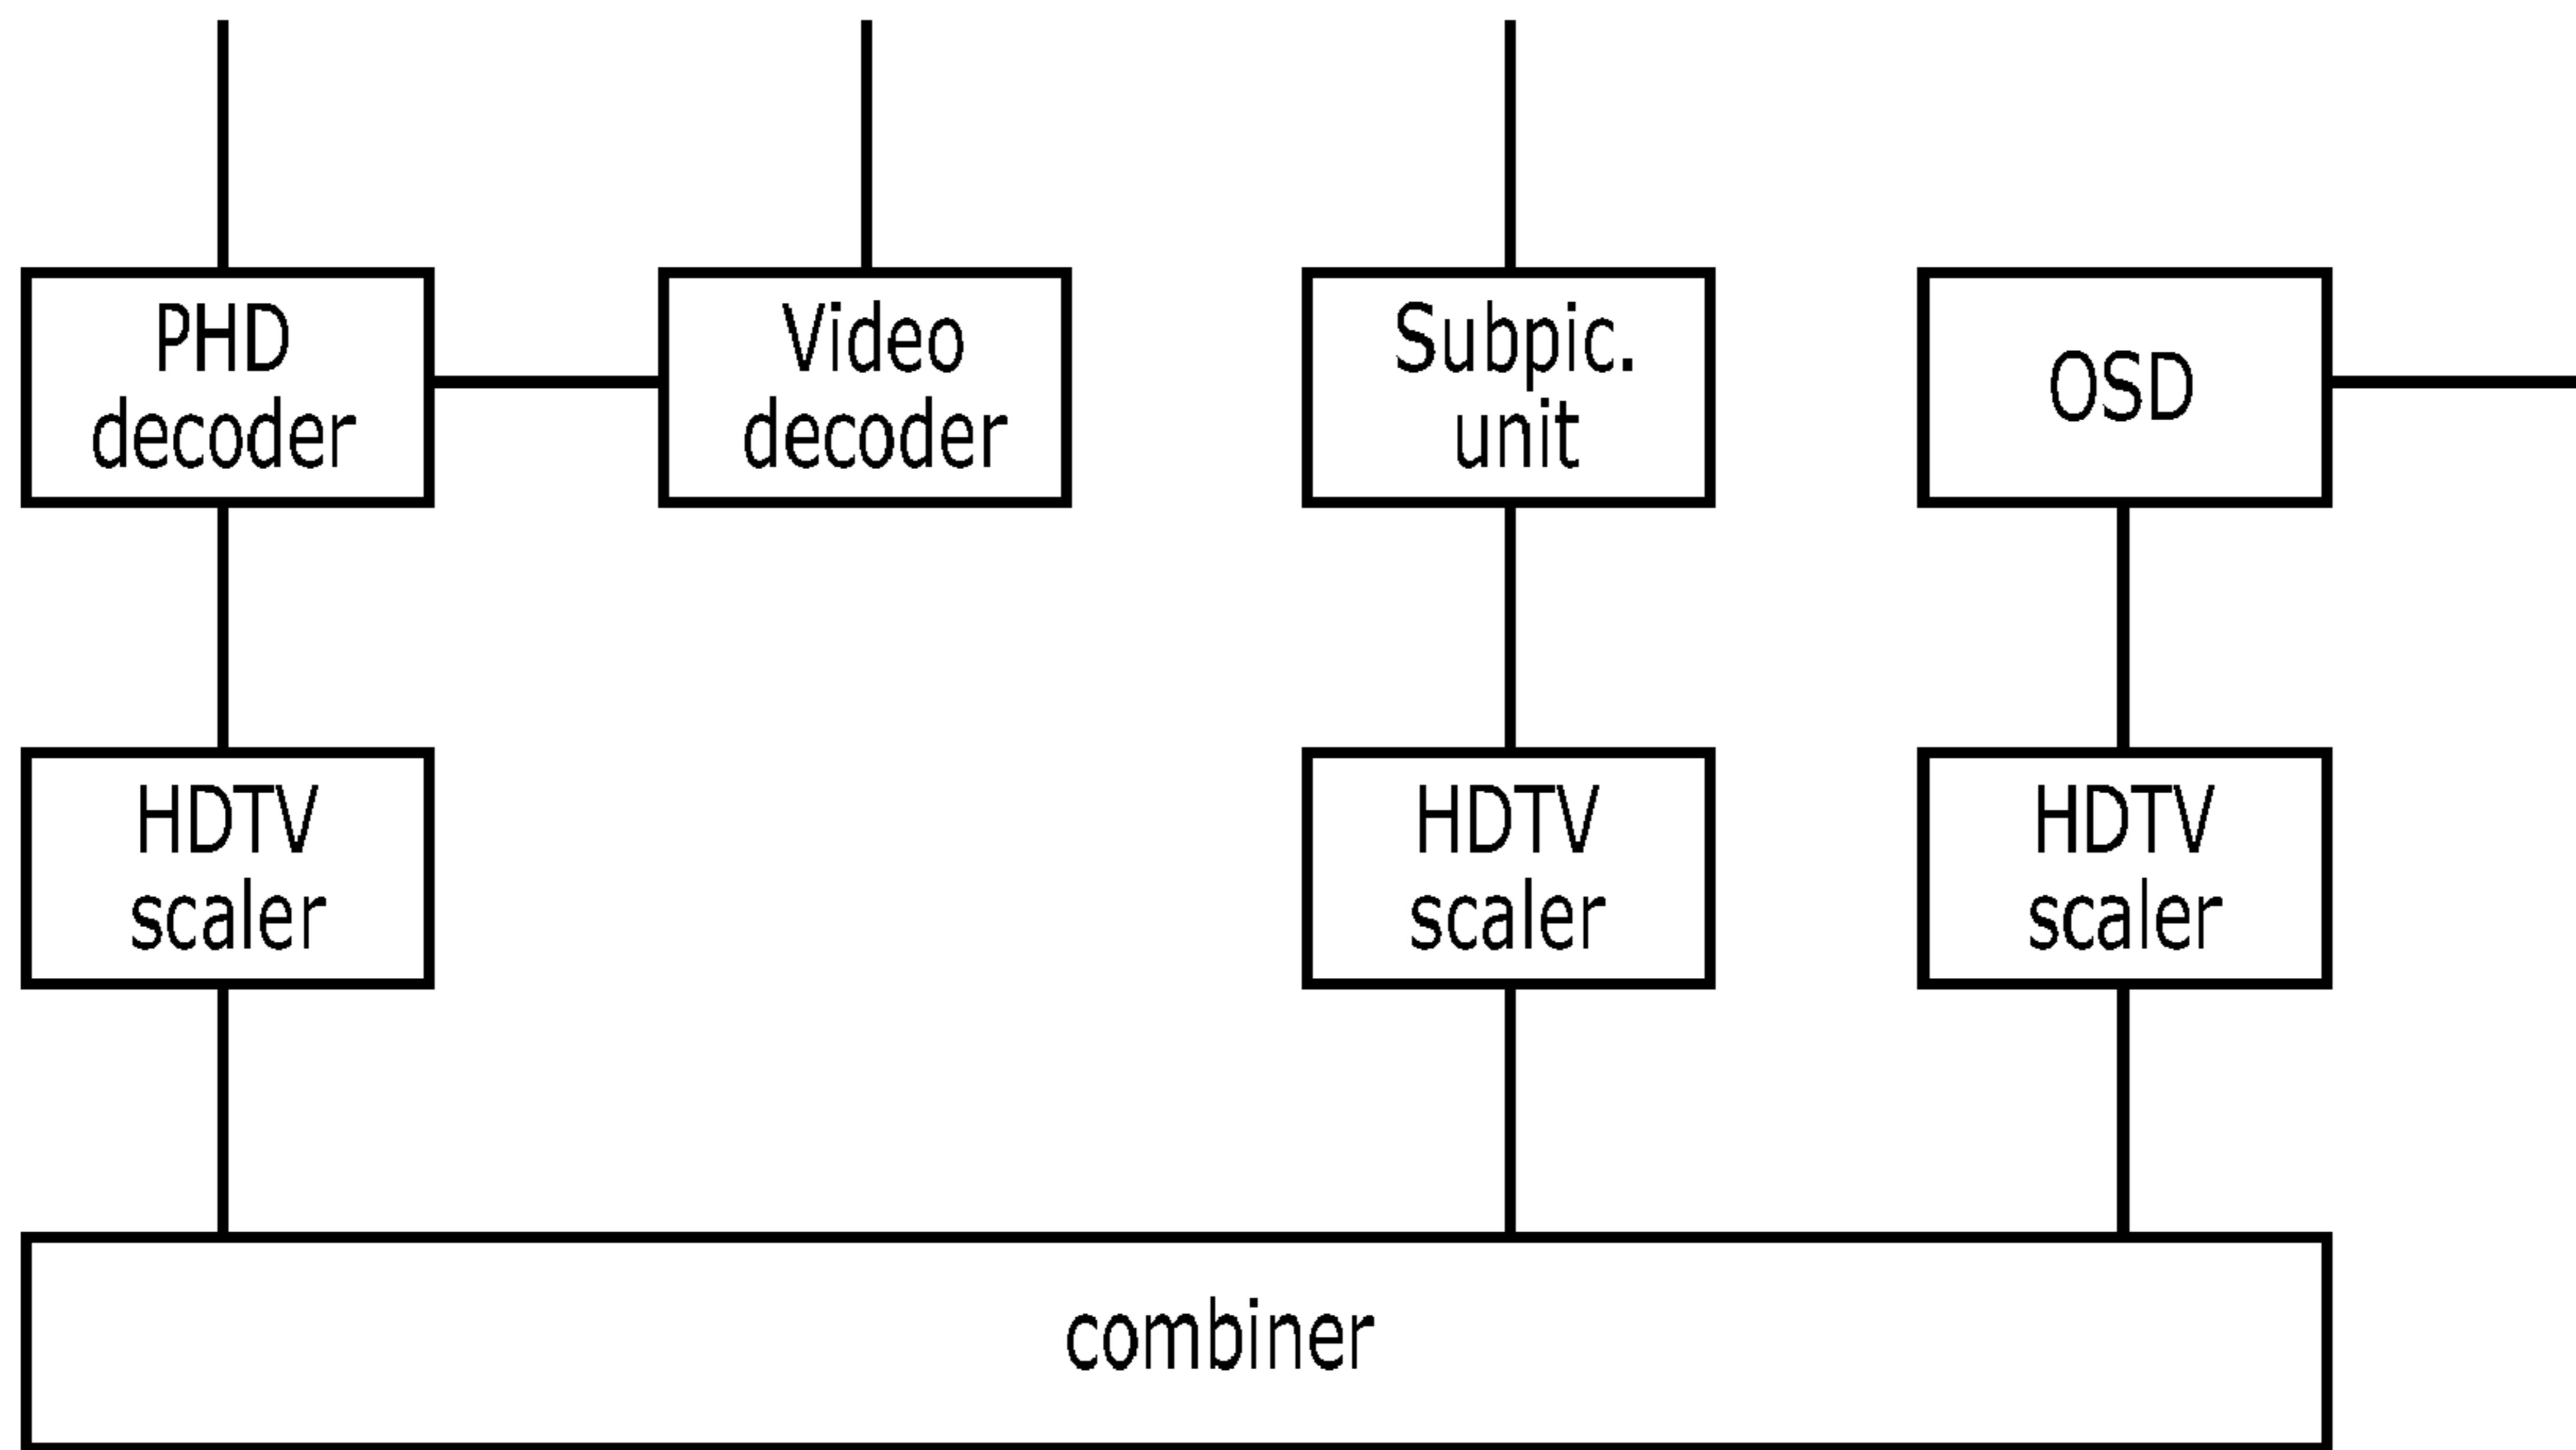 PHD
decoder
Video
decoder
Subpic.
unit
OSD
HDTV
scaler
HDTV
scaler
HDTV
scaler
combiner